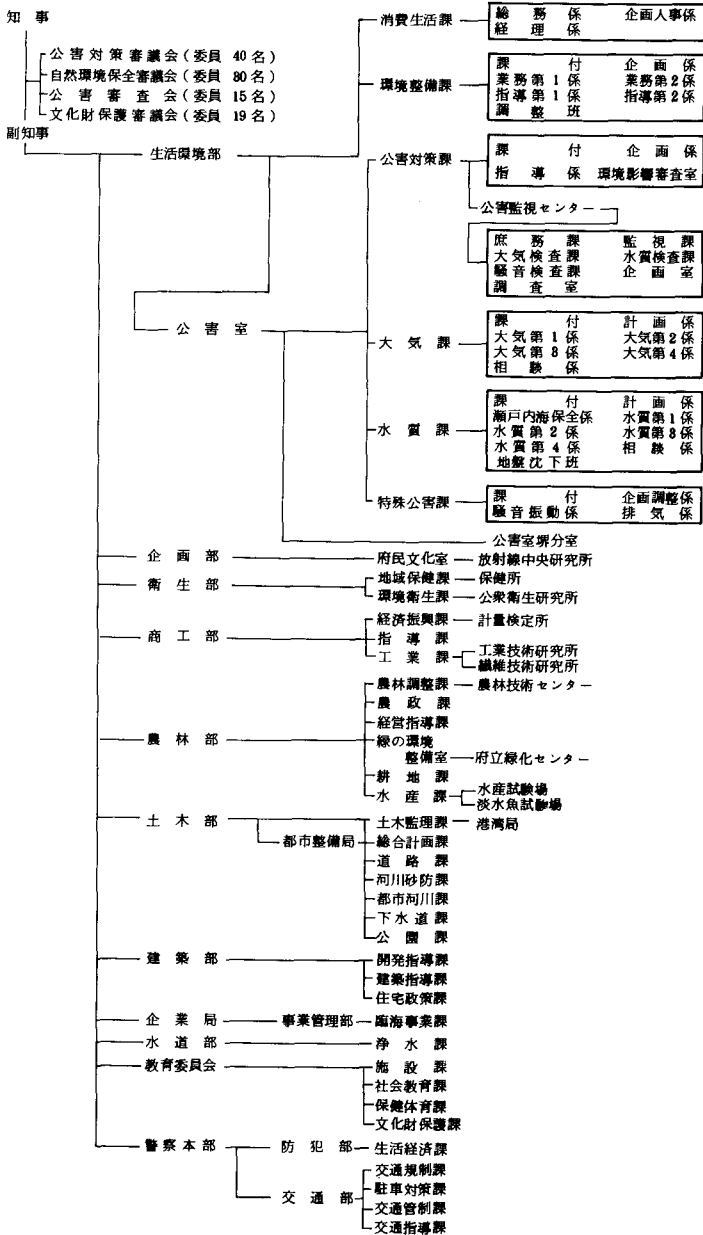 知事
公害対策審議会(委員 40名)
自然環境保全審議会(委員 80名)
公害審査会(委員 15名)
文化財保護審議会(委員 19名)
副知事
生活環境部
消費生活課
総務係 企画人事係
経理係
環境整備課
課付 企画係
業務第1係 業務第2係
指導第1係 指導第2係
調整班
公害対策課
課付 企画係
指導係 環境影響審査室
公害監視センター
庶務課 監視課
大気検査課 水質検査課
騒音検査課 企画室
調査室
公害室
大気課
課付 計画係
大気第1係 大気第2係
大気第3係 大気第4係
相談係
水質課
課付 計画係
瀬戸内海保全係 水質第1係
水質第2係 水質第3係
水質第4係 相談係
地盤沈下班
特殊公害課
課付 企画調整係
騒音振動係 排気係
公害室堺分室
企画部 府民文化室 放射線中央研究所
衛生部 地域保健課 保健所
環境衛生課 公衆衛生研究所
経済振興課 計量検定所
商工部 指導課
工業課 工業技術研究所
繊維技術研究所
農林調整課 農林技術センター
農政課
経営指導課
農林部 緑の環境
整備室 府立緑化センター
耕地課
水産課 水産試験場
淡水魚試験場
土木部 土木監理課 港湾局
都市整備局 総合計画課
道路課
河川砂防課
都市河川課
下水道課
公園課
建築部 開発指導課
建築指導課
住宅政策課
企業局 事業管理部 臨海事業課
水道部 浄水課
教育委員会 施設課
社会教育課
保健体育課
文化財保護課
警察本部 防犯部 生活経済課
交通規制課
交通部 駐車対策課
交通管制課
交通指導課